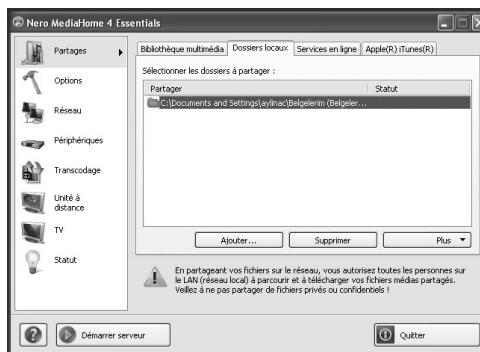 Nero MediaHome 4 Essentials
Partages
Options
Réseau
Périphériques
Transcodage
Unité à
distance
TV
Statut
Bibliothèque multimédia Dossiers locaux Services en ligne Apple(R) iTunes(R)
Sélectionner les dossiers à partager :
Partager Statut
C:\Documents and Settings\aylinac\Belgelerim (Belgeler...
Ajouter... Supprimer Plus
En partageant vos fichiers sur le réseau, vous autorisez toutes les personnes sur
le LAN (réseau local) à parcourir et à télécharger vos fichiers médias partagés.
Veillez à ne pas partager de fichiers privés ou confidentiels !
Démarrer serveur Quitter